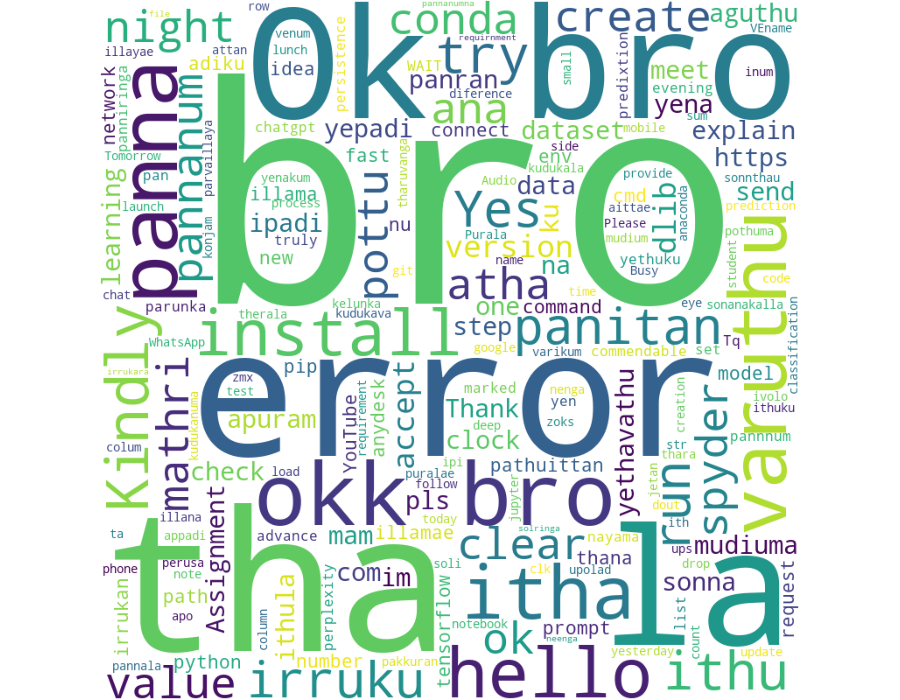 file
row
night
conda
create
aguthu
ok bro
requirnment
pannanumna
illayae
attan
venum
lunch
persistence
VEname
adiku
idea
WAIT
try
panran
small
predixtion
meet
inum
network
panniringa
panna
pannanum
parvaillaya
diference
evening
ana
yena
sum
chatgpt
yepadi
connect
dataset
mobile
explain
Tomorrow
fast
side
env
kudukala
https
pan
yenakum
tharuvanga
Audio
data
provide
sonnthau
learning
launch
konjam
illama
process
bro
Yes
ku
cmd
dlib
anaconda
send
aittae
Please
prediction
ipadi
pottu
nu
Purala
version
mudium
pothuma
truly
na
yethuku
student
new
git
name
Busy
varuthu
code
chat
parunka
kelunka
kudukava
atha
one
time
command
eye
sonanakalla
therala
install
step
panitan
Tq
set
classification
Kindly
WhatsApp
google
varikum
commendable
irrukara
mathri
kudukanuma
pip
error
model
zmx
test
YouTube
requirement
anydesk
accept
marked
nenga
yen
yethavathu
creation
ivolo
ithuku
apuram
Thank
deep
zoks
clock
str
spyder
pannnum
colum
check
load
ipi
pathuittan
run
thara
jetan
puralae
follow
jupyter
dout
okk bro
pls
ith
illana
Assignment
today
solringa
ta
appadi
advance
mam
illamae
clear
nayama
ups
mudiuma
tha
phone
perusa
note
com
im
soli
thana
clk
upolad
drop
la
irrukan
path
ithula
perplexity
ithala
sonna
request
apo
tensorflow
notebook
prompt
list
column
number
ok
count
python
pakkuran
yesterday
update
pannala
neenga
value
irruku
hello
ithu